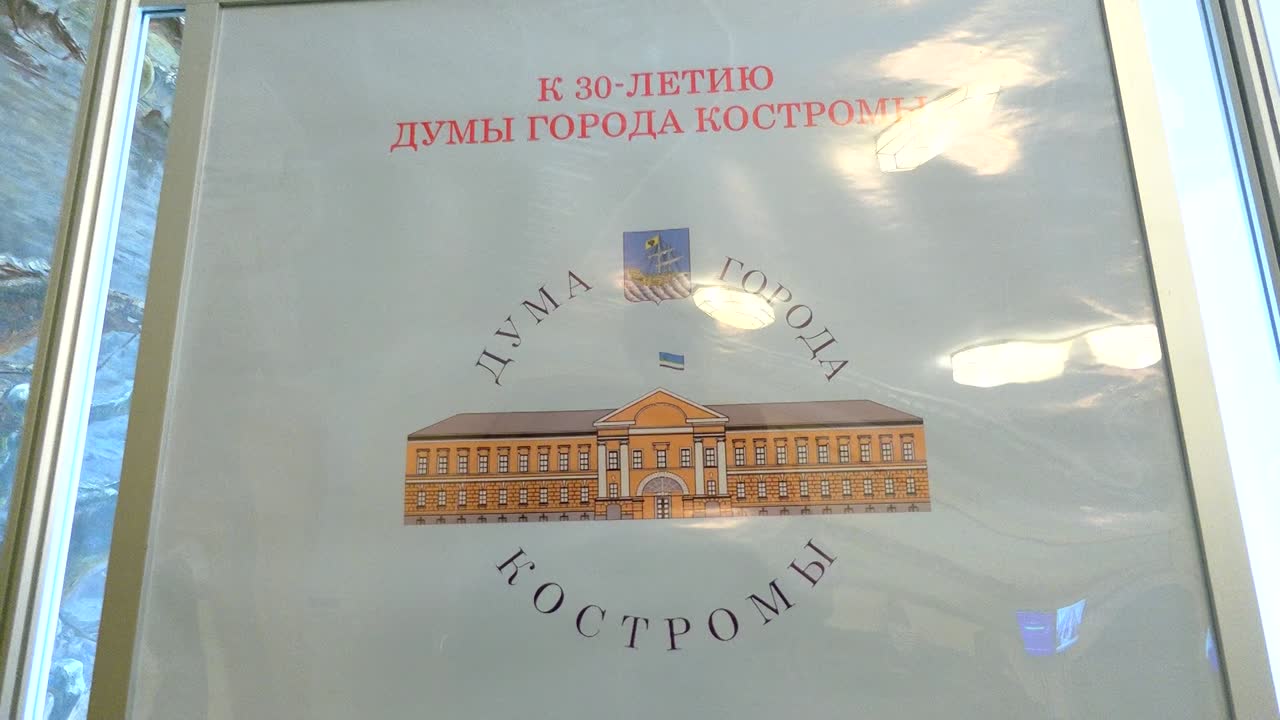 К 30-ЛЕТИЮ
ДУМЫ ГОРОДА КОСТРОМЫ
ДУМА ГОРОДА
КОСТРОМЫ